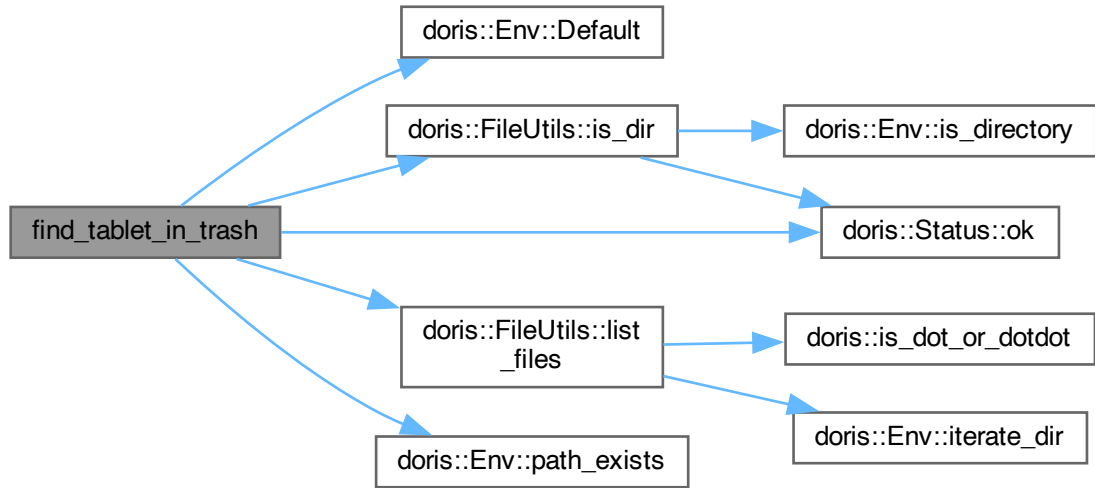 doris::Env::Default
doris::FileUtils::is_dir
doris::Env::is_directory
find_tablet_in_trash
doris::Status::ok
doris::FileUtils::list
_files
doris::is_dot_or_dotdot
doris::Env::iterate_dir
doris::Env::path_exists